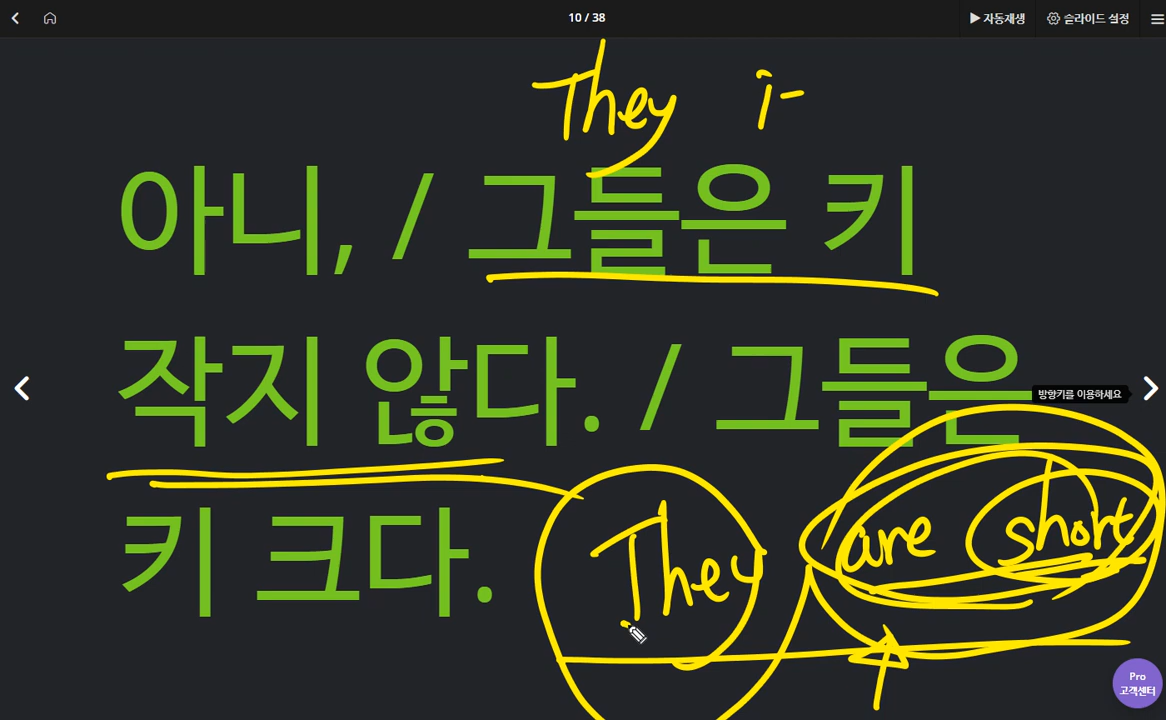 10 / 38
자동재생
슬라이드 설정
They i-
아니, / 그들은 키
작지 않다. / 그들은
방향키를 이용하세요
키 크다.
They are short
Pro
고객센터